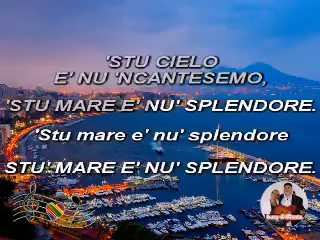 'STU CIELO
E' NU 'NCANTESEMO,
'STU MARE E' NU' SPLENDORE.
'Stu mare e' nu' splendore
STU' MARE E' NU' SPLENDORE.